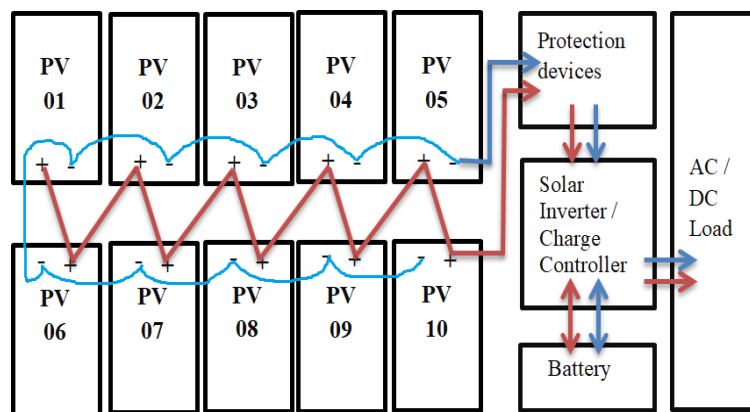 PV
01
PV
02
PV
03
PV
04
PV
05
+ -
+ -
+ -
+ -
+ -
- +
- +
- +
- +
- +
PV
06
PV
07
PV
08
PV
09
PV
10
Protection
devices
Solar
Inverter /
Charge
Controller
Battery
AC /
DC
Load